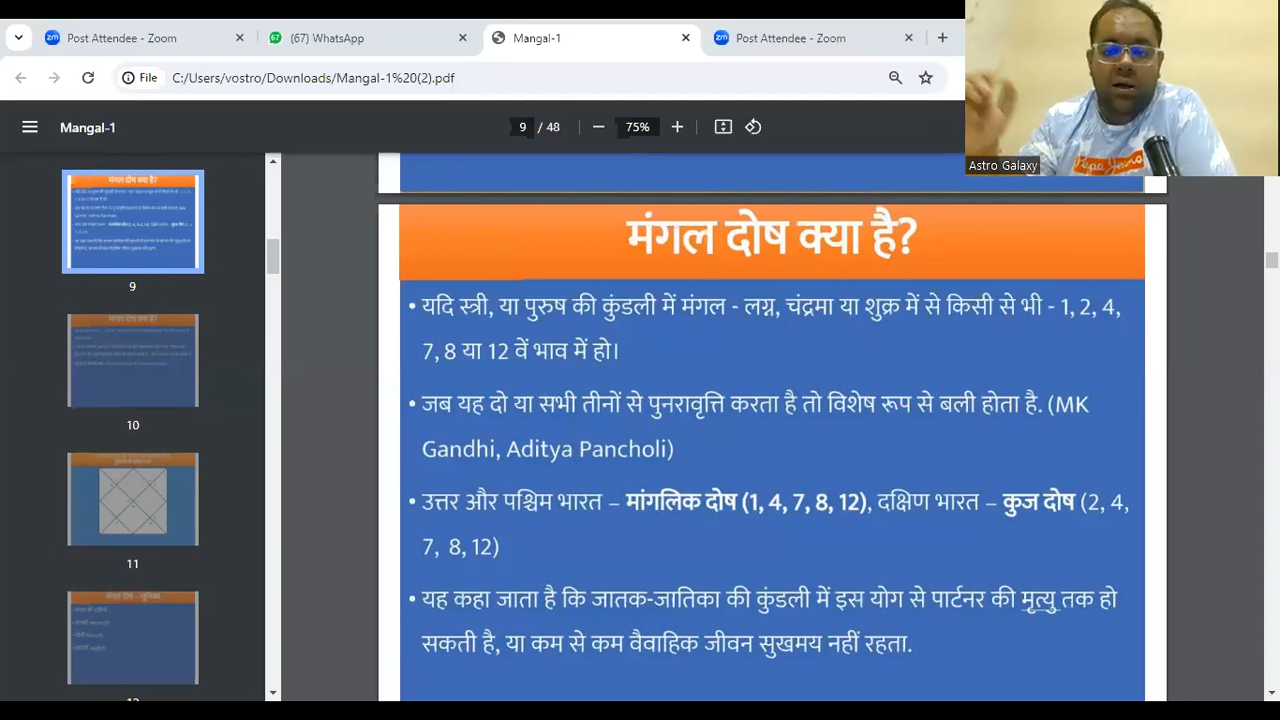 Post Attendee - Zoom
(67) WhatsApp
Mangal-1
Post Attendee - Zoom
File C:/Users/vostro/Downloads/Mangal-1%20(2).pdf
Mangal-1
9 / 48
75%
Astro Galaxy
मंगल दोष क्या है?
9
10
11
मंगल दोष क्या है?
• यदि स्त्री, या पुरुष की कुंडली में मंगल - लग्न, चंद्रमा या शुक्र में से किसी से भी - 1, 2, 4,
7, 8 या 12 वें भाव में हो।
• जब यह दो या सभी तीनों से पुनरावृत्ति करता है तो विशेष रूप से बली होता है. (MK
Gandhi, Aditya Pancholi)
• उत्तर और पश्चिम भारत – मांगलिक दोष (1, 4, 7, 8, 12), दक्षिण भारत – कुज दोष (2, 4,
7, 8, 12)
• यह कहा जाता है कि जातक-जातिका की कुंडली में इस योग से पार्टनर की मृत्यु तक हो
सकती है, या कम से कम वैवाहिक जीवन सुखमय नहीं रहता.